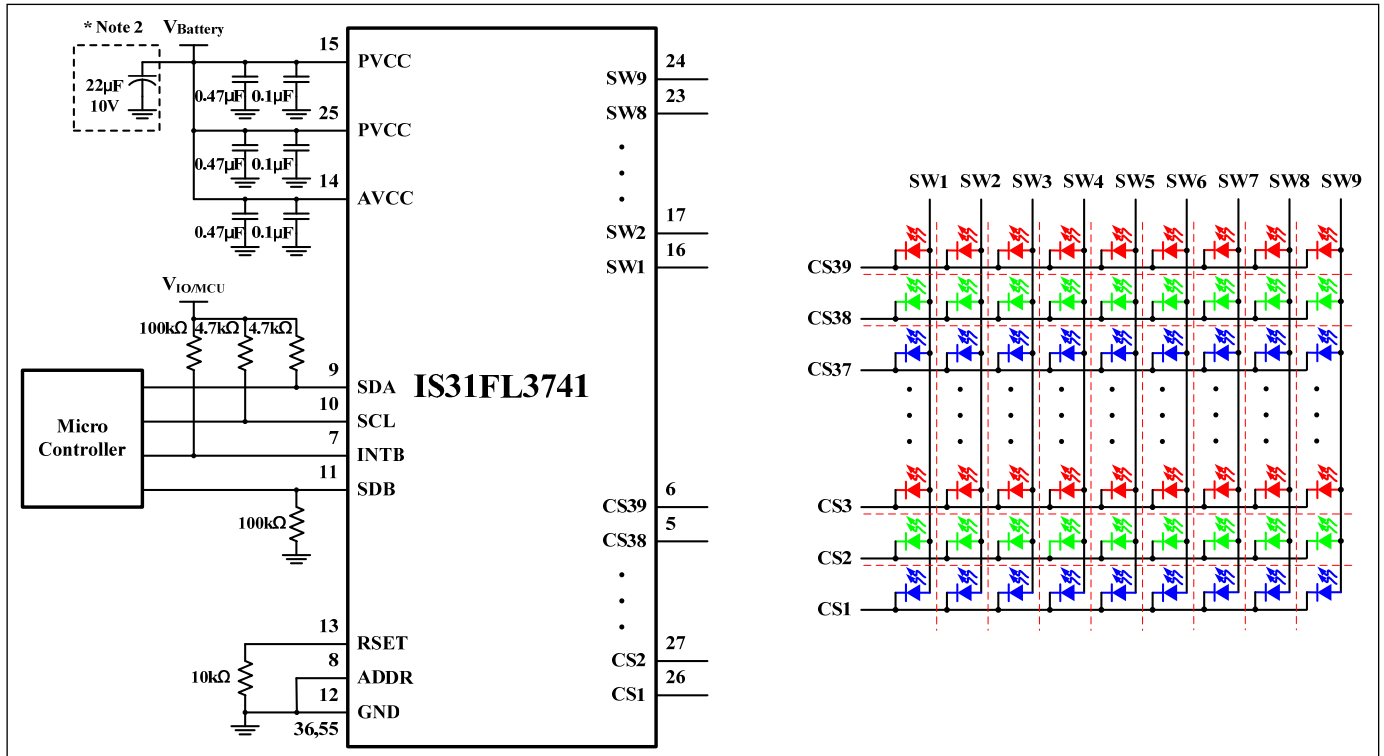 * Note 2
VBattery
22µF
10V
0.47µF 0.1µF
0.47µF 0.1µF
0.47µF 0.1µF
15
PVCC
25
PVCC
14
AVCC
VIO/MCU
100kΩ 4.7kΩ 4.7kΩ
Micro
Controller
9
SDA
10
SCL
7
INTB
11
SDB
100kΩ
13
RSET
8
ADDR
12
GND
36,55
10kΩ
IS31FL3741
24
SW9
23
SW8
17
SW2
16
SW1
6
CS39
5
CS38
27
CS2
26
CS1
SW1 SW2 SW3 SW4 SW5 SW6 SW7 SW8 SW9
CS39
CS38
CS37
CS3
CS2
CS1